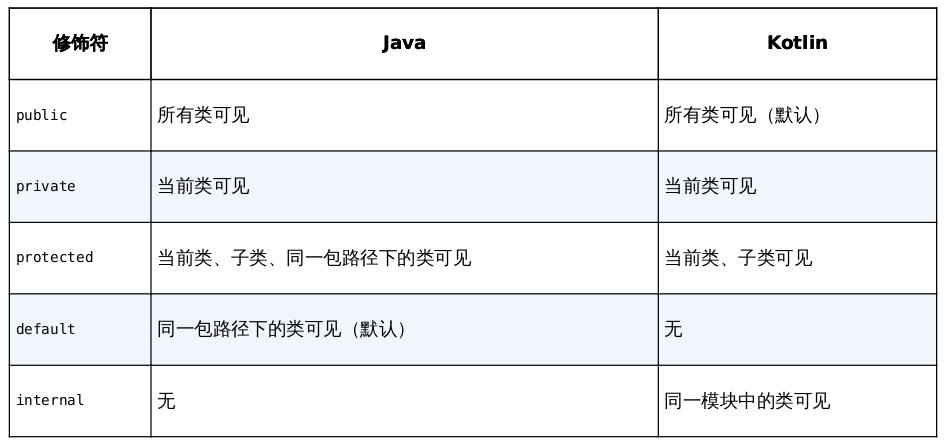 修饰符 Java Kotlin
public 所有类可见 所有类可见（默认）
private 当前类可见 当前类可见
protected 当前类、子类、同一包路径下的类可见 当前类、子类可见
default 同一包路径下的类可见（默认） 无
internal 无 同一模块中的类可见